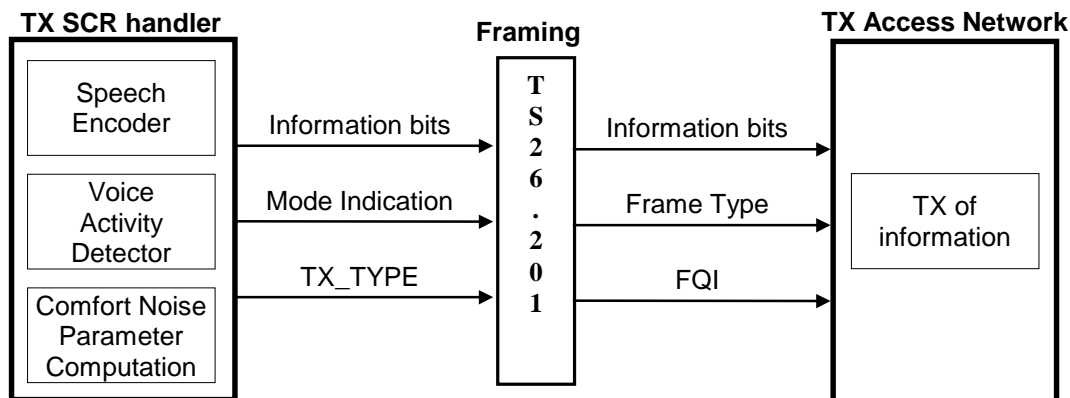 TX SCR handler
Framing
TX Access Network
Speech
Encoder
Voice
Activity
Detector
Comfort Noise
Parameter
Computation
Information bits
Mode Indication
TX_TYPE
T
S
2
6
.
2
0
1
Information bits
Frame Type
FQI
TX of
information